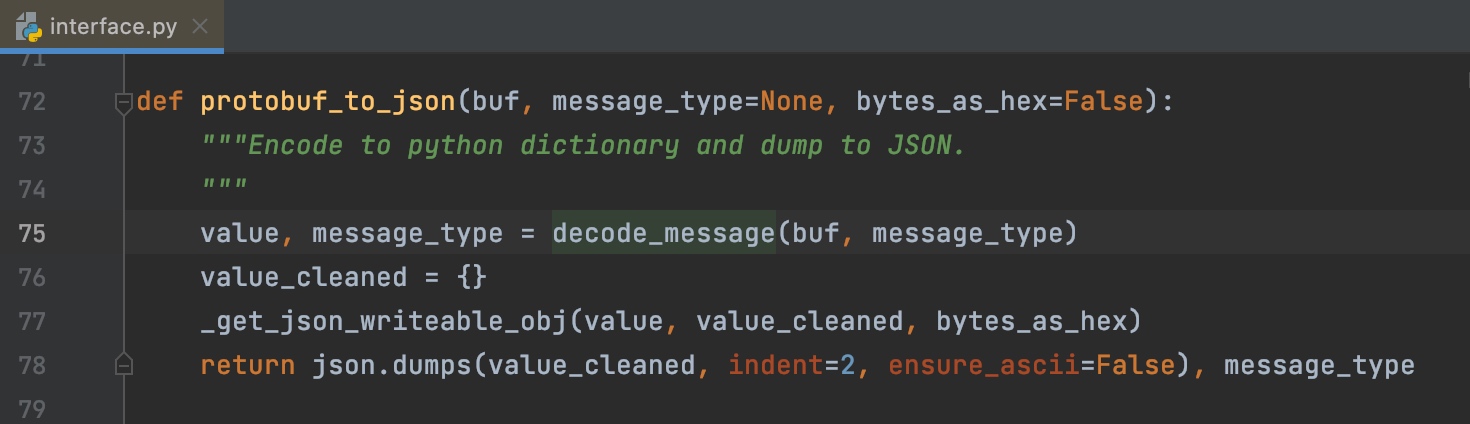 interface.py
71
72 def protobuf_to_json(buf, message_type=None, bytes_as_hex=False):
73 """Encode to python dictionary and dump to JSON.
74 """
75 value, message_type = decode_message(buf, message_type)
76 value_cleaned = {}
77 _get_json_writeable_obj(value, value_cleaned, bytes_as_hex)
78 return json.dumps(value_cleaned, indent=2, ensure_ascii=False), message_type
79